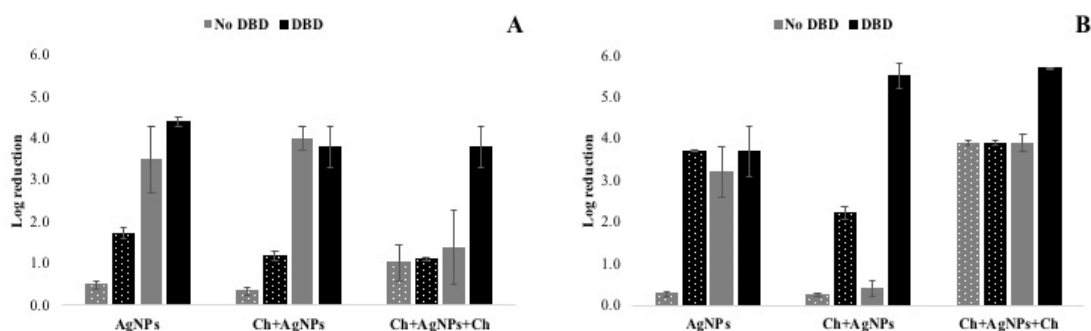 No DBD DBD
A
6.0
5.0
4.0
3.0
2.0
1.0
0.0
Log reduction
AgNPs Ch+AgNPs Ch+AgNPs+Ch
No DBD DBD
B
6.0
5.0
4.0
3.0
2.0
1.0
0.0
Log reduction
AgNPs Ch+AgNPs Ch+AgNPs+Ch